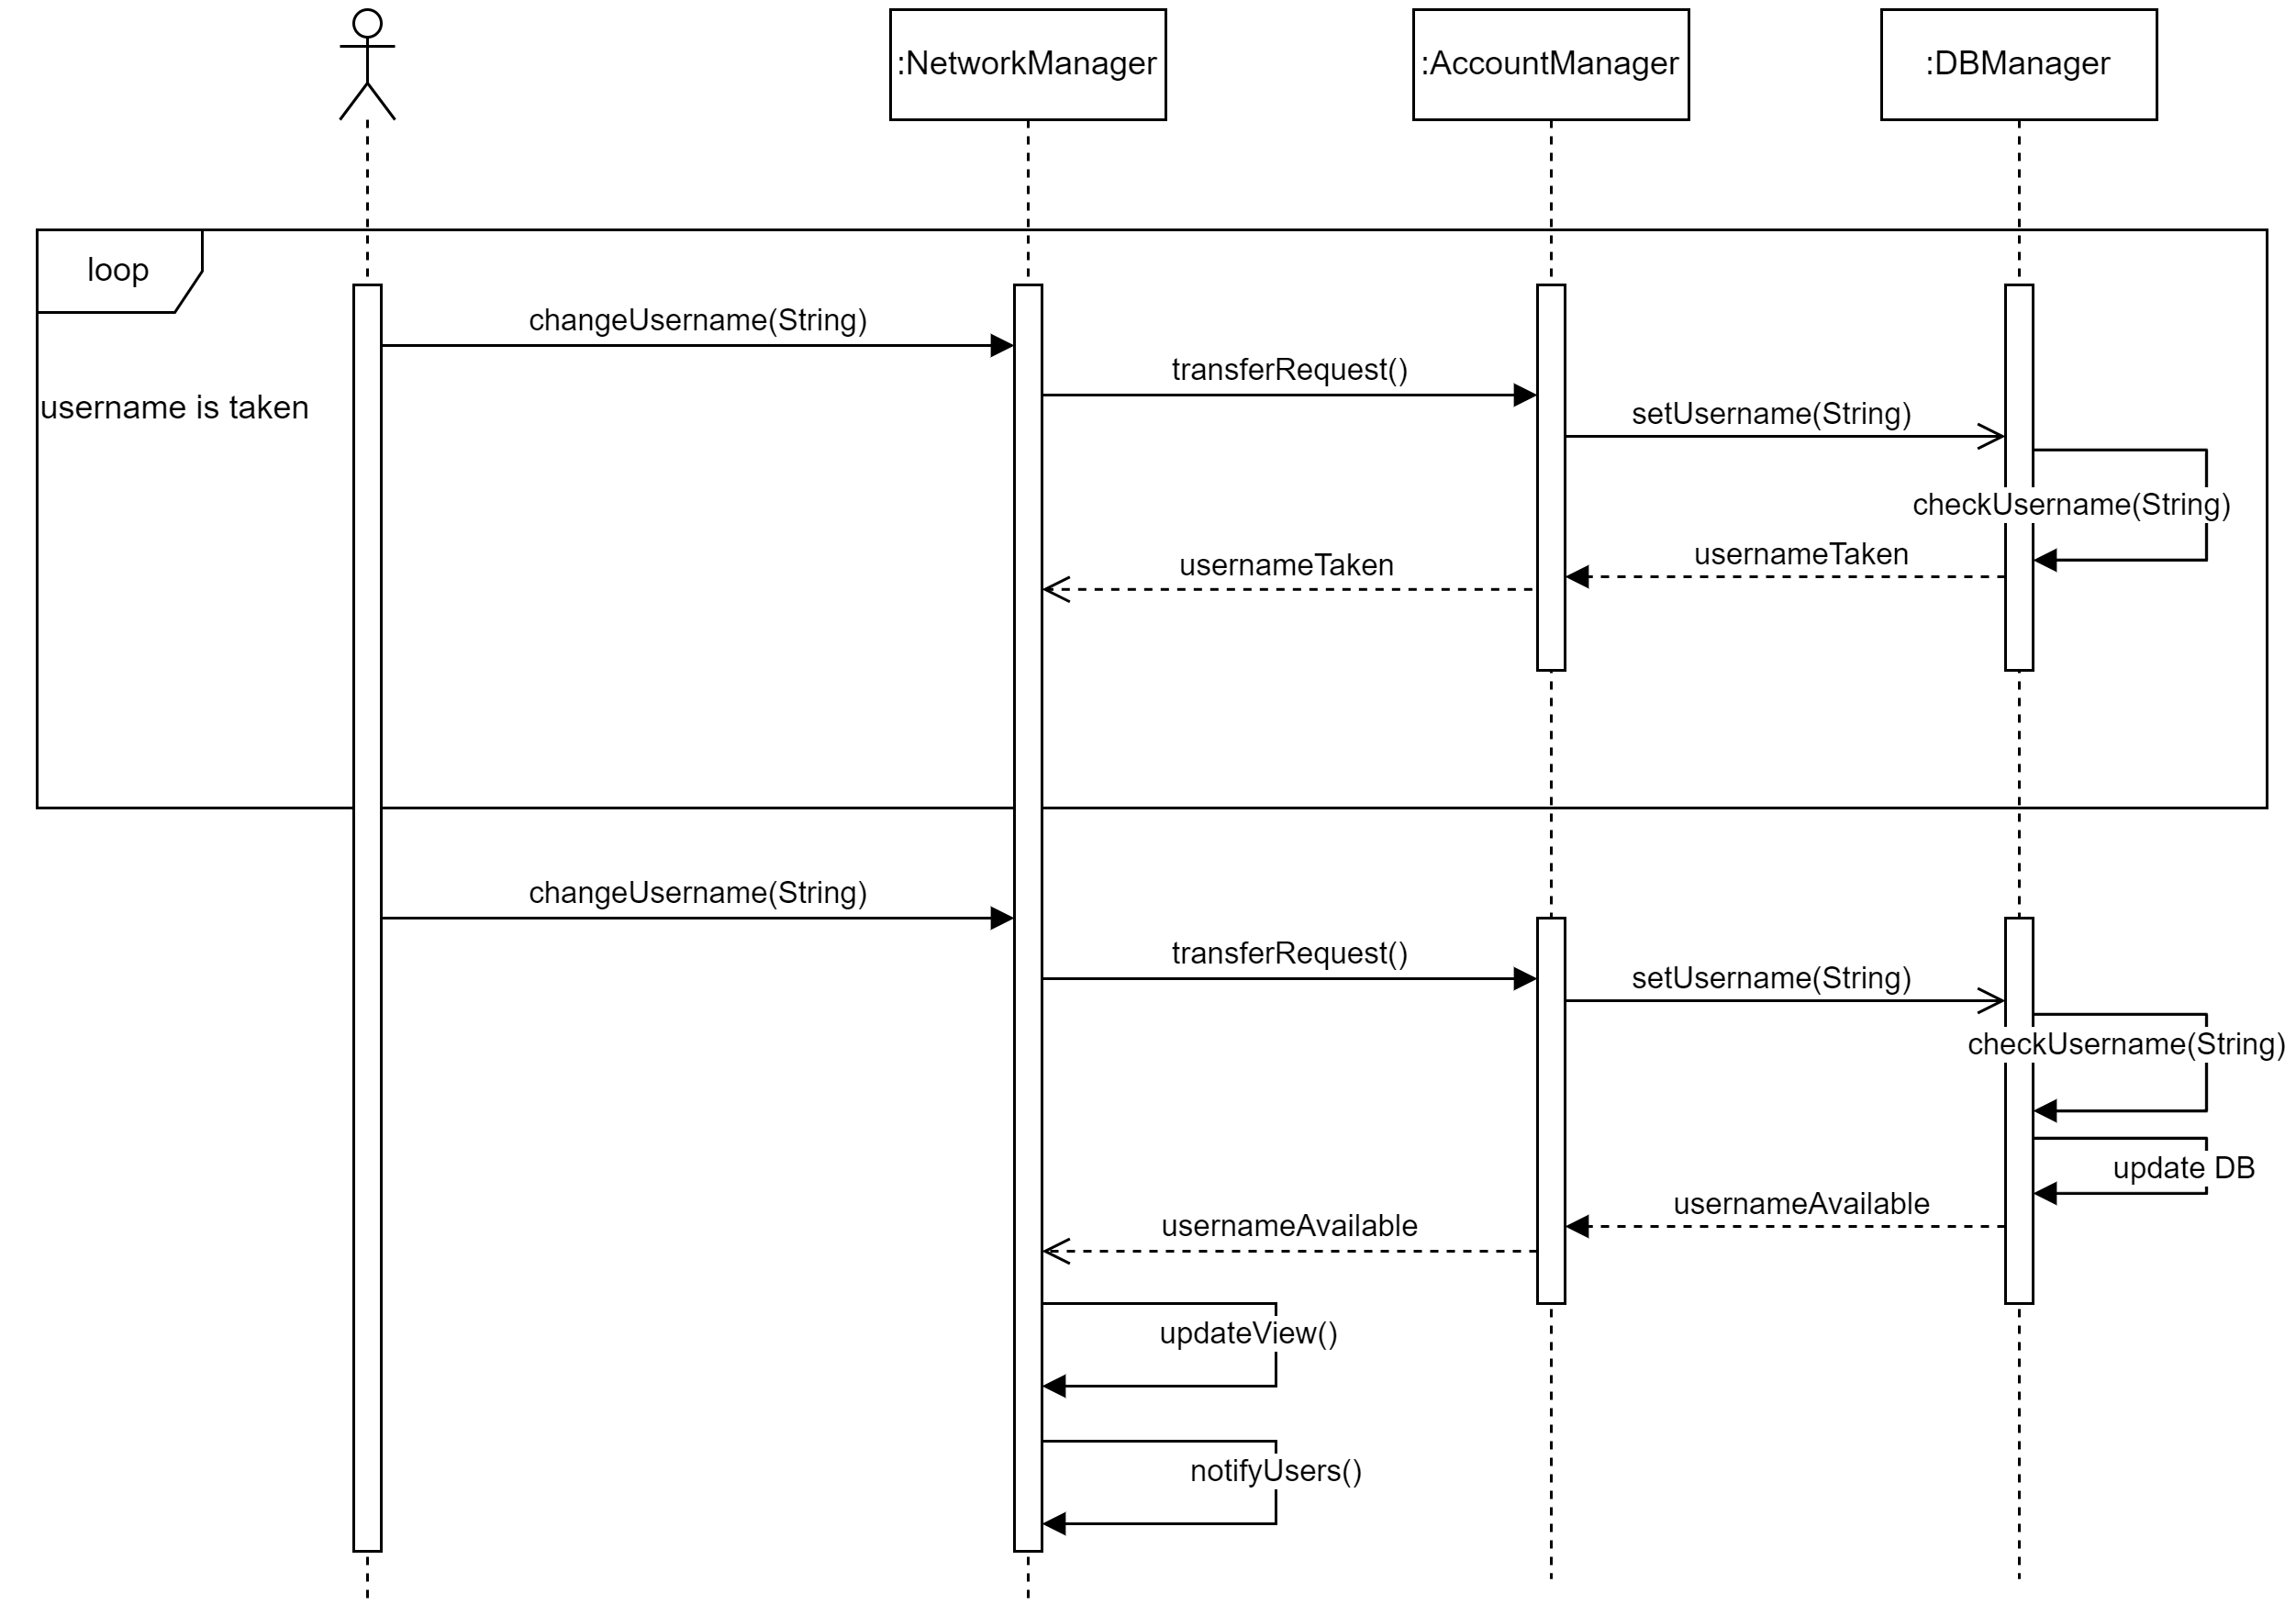 :NetworkManager
:AccountManager
:DBManager
loop
changeUsername(String)
transferRequest()
username is taken
setUsername(String)
checkUsername(String)
usernameTaken
usernameTaken
changeUsername(String)
transferRequest()
setUsername(String)
checkUsername(String)
update DB
usernameAvailable
usernameAvailable
updateView()
notifyUsers()